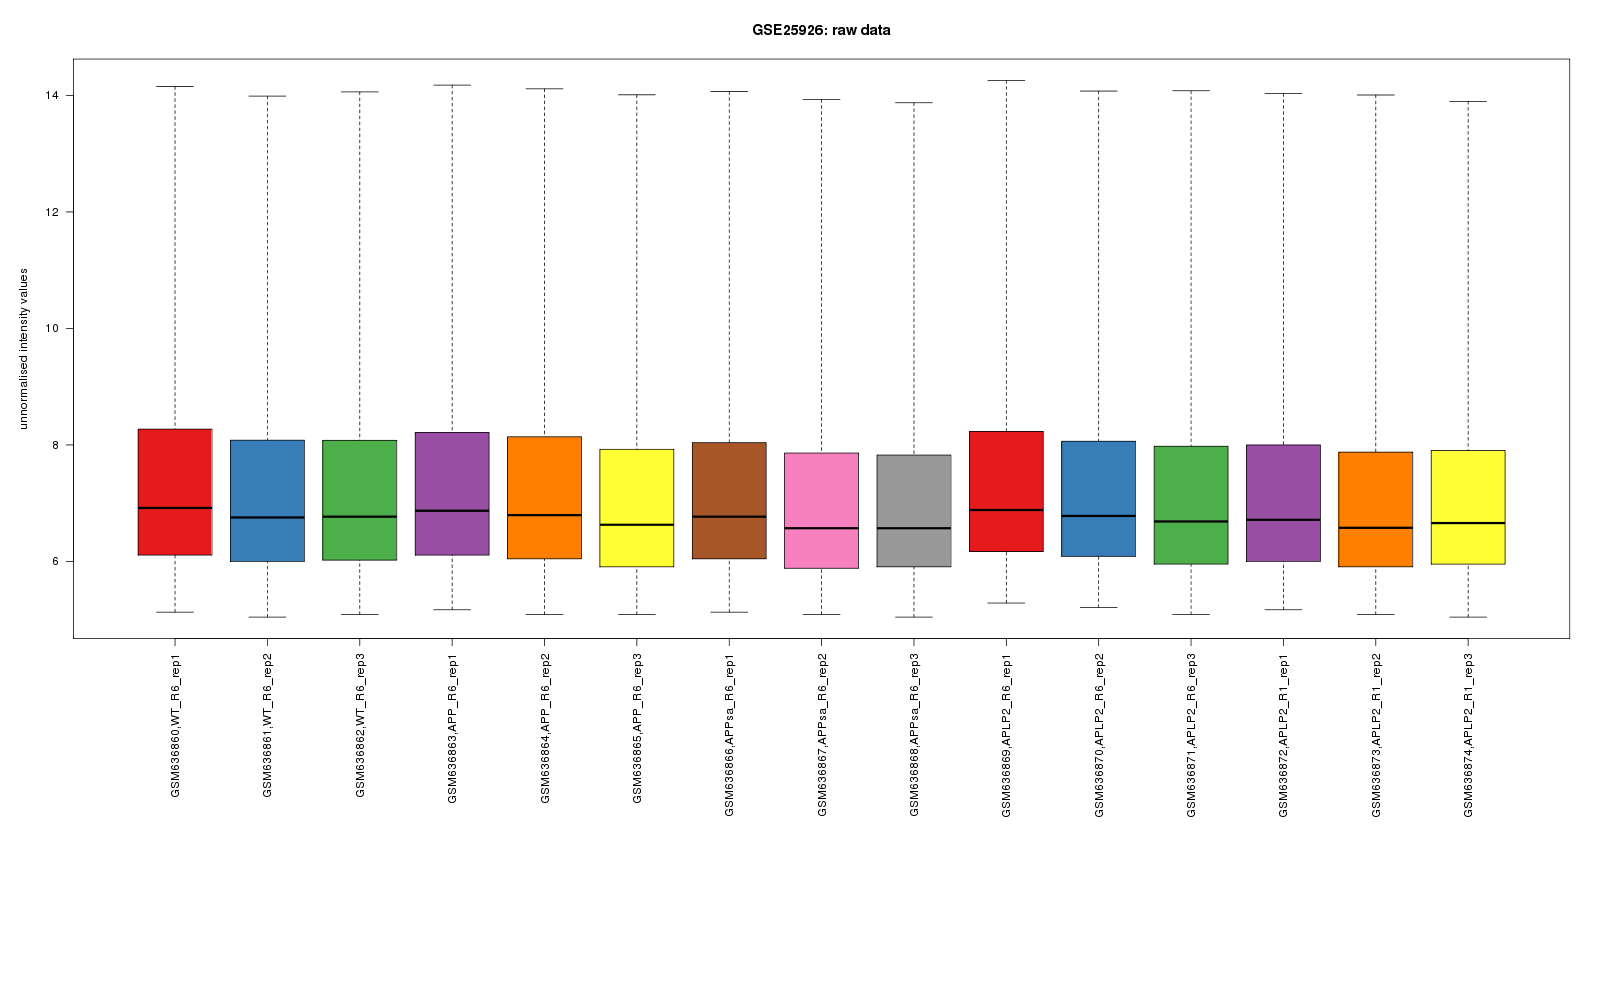 GSE25926: raw data
unnormalised intensity values
14
12
10
8
6
GSM636860,WT_R6_rep1
GSM636861,WT_R6_rep2
GSM636862,WT_R6_rep3
GSM636863,APP_R6_rep1
GSM636864,APP_R6_rep2
GSM636865,APP_R6_rep3
GSM636866,APPsa_R6_rep1
GSM636867,APPsa_R6_rep2
GSM636868,APPsa_R6_rep3
GSM636869,APLP2_R6_rep1
GSM636870,APLP2_R6_rep2
GSM636871,APLP2_R6_rep3
GSM636872,APLP2_R1_rep1
GSM636873,APLP2_R1_rep2
GSM636874,APLP2_R1_rep3